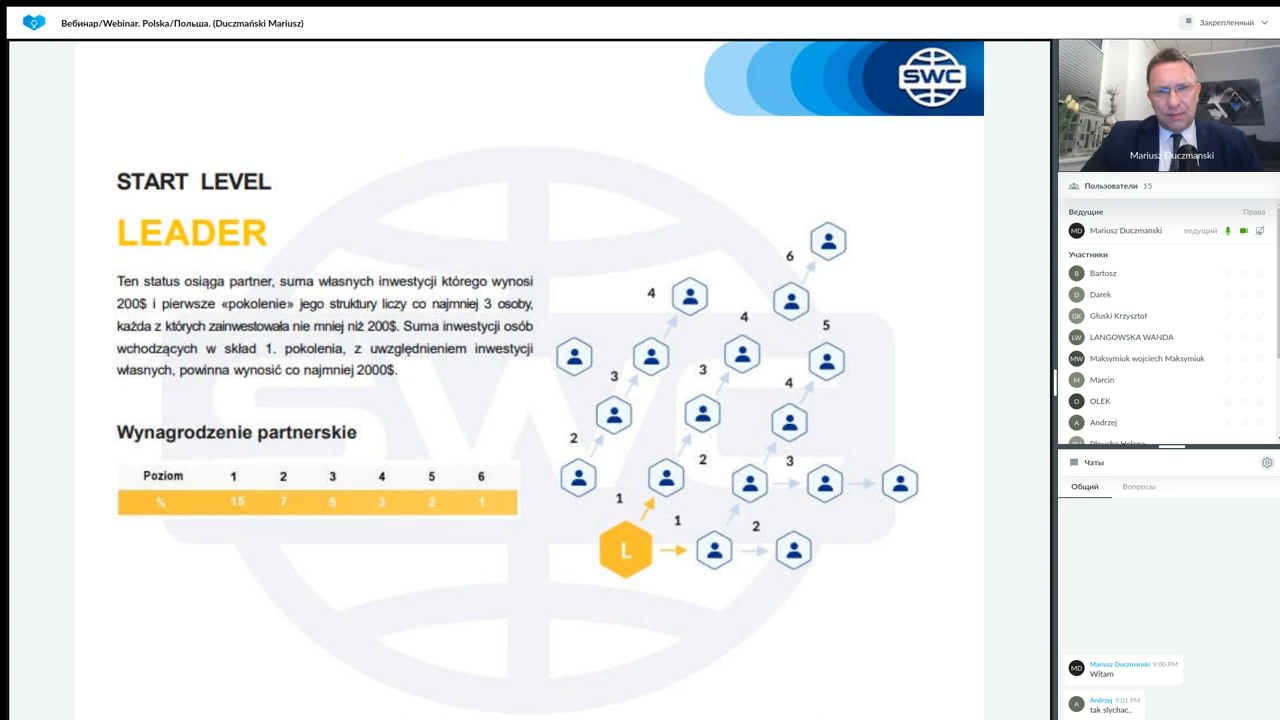 Вебинар/Webinar. Polska/Польша. (Duczmański Mariusz)
Закрепленный
SWC
START LEVEL
LEADER
Ten status osiąga partner, suma własnych inwestycji którego wynosi
200$ i pierwsze «pokolenie» jego struktury liczy co najmniej 3 osoby,
każda z których zainwestowała nie mniej niż 200$. Suma inwestycji osób
wchodzących w skład 1. pokolenia, z uwzględnieniem inwestycji
własnych, powinna wynosić co najmniej 2000$.
Wynagrodzenie partnerskie
Poziom 1 2 3 4 5 6
% 15 7 5 3 2 1
6
4
4
5
3
3
4
2
2
3
1
1
2
L
SWC
Mariusz Duczmanski
Пользователи 15
Ведущие Права
MD Mariusz Duczmanski ведущий
Участники
B Bartosz
D Darek
GK Głuski Krzysztof
LW LANGOWSKA WANDA
MW Maksymiuk wojciech Maksymiuk
M Marcin
O OLEK
A Andrzej
Чаты
Общий Вопросы
MD Mariusz Duczmanski 9:00 PM
Witam
A Andrzej 9:01 PM
tak slychac..